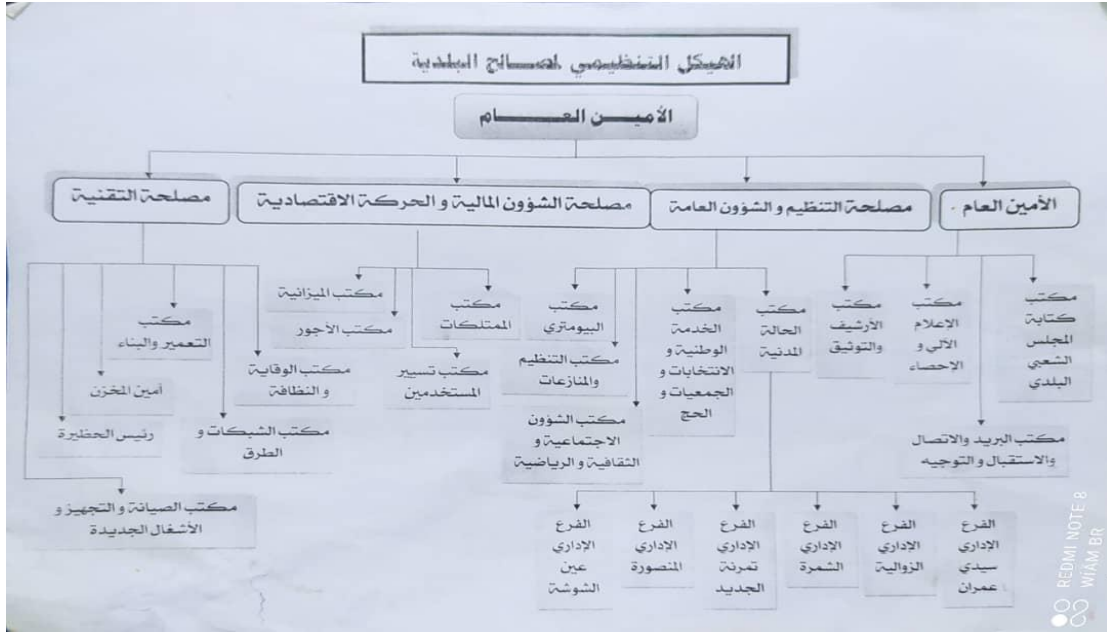 الهيكل التنظيمي لمصالح البلدية
الأميـن العـــام
الأمين العام
مصلحة التنظيم و الشؤون العامة
مصلحة الشؤون المالية و الحركة الاقتصادية
مصلحة التقنية
مكتب
كتابة
المجلس
الشعبي
البلدي
مكتب
الإعلام
الآلي و
الاحصاء
مكتب
الأرشيف
والتوثيق
مكتب البريد والاتصال
والاستقبال و التوجيه
مكتب
الحالة
المدنية
مكتب
الخدمة
الوطنية و
الانتخابات و
الجمعيات و
الحج
مكتب
البيومتري
مكتب التنظيم
والمنازعات
مكتب الشؤون
الاجتماعية و
الثقافية و الرياضية
الفرع
الإداري
سيدي
عمران
الفرع
الإداري
الزوالية
الفرع
الإداري
الشمرة
الفرع
الإداري
تمرنة
الجديد
الفرع
الإداري
المنصورة
الفرع
الإداري
عين
الشوشة
مكتب
الممتلكات
مكتب الميزانية
مكتب الأجور
مكتب تسيير
المستخدمين
مكتب
التعمير والبناء
مكتب الوقاية
و النظافة
أمين المخزن
مكتب الشبكات و
الطرق
رئيس الحظيرة
مكتب الصيانة و التجهيز و
الأشغال الجديدة
REDMI NOTE 8
WIAM BR